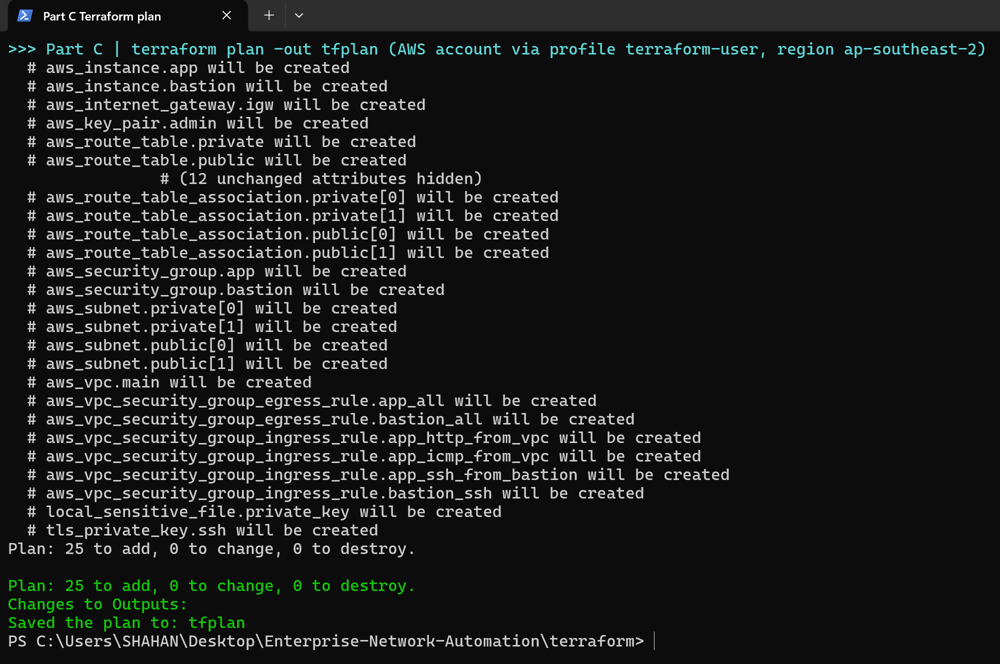 Part C Terraform plan
>>> Part C | terraform plan -out tfplan (AWS account via profile terraform-user, region ap-southeast-2)
  # aws_instance.app will be created
  # aws_instance.bastion will be created
  # aws_internet_gateway.igw will be created
  # aws_key_pair.admin will be created
  # aws_route_table.private will be created
  # aws_route_table.public will be created
                # (12 unchanged attributes hidden)
  # aws_route_table_association.private[0] will be created
  # aws_route_table_association.private[1] will be created
  # aws_route_table_association.public[0] will be created
  # aws_route_table_association.public[1] will be created
  # aws_security_group.app will be created
  # aws_security_group.bastion will be created
  # aws_subnet.private[0] will be created
  # aws_subnet.private[1] will be created
  # aws_subnet.public[0] will be created
  # aws_subnet.public[1] will be created
  # aws_vpc.main will be created
  # aws_vpc_security_group_egress_rule.app_all will be created
  # aws_vpc_security_group_egress_rule.bastion_all will be created
  # aws_vpc_security_group_ingress_rule.app_http_from_vpc will be created
  # aws_vpc_security_group_ingress_rule.app_icmp_from_vpc will be created
  # aws_vpc_security_group_ingress_rule.app_ssh_from_bastion will be created
  # aws_vpc_security_group_ingress_rule.bastion_ssh will be created
  # local_sensitive_file.private_key will be created
  # tls_private_key.ssh will be created
Plan: 25 to add, 0 to change, 0 to destroy.
Plan: 25 to add, 0 to change, 0 to destroy.
Changes to Outputs:
Saved the plan to: tfplan
PS C:\Users\SHAHAN\Desktop\Enterprise-Network-Automation\terraform>